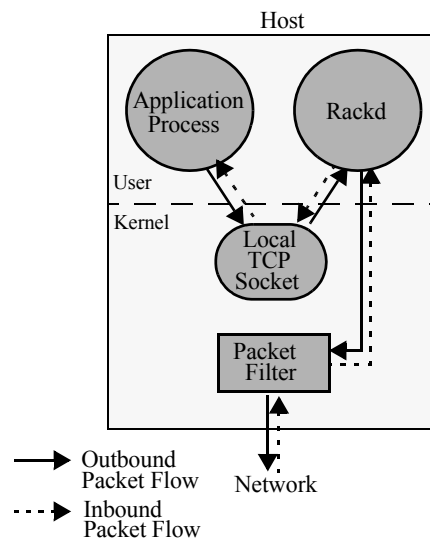 Host
Application
Process
Rackd
User
Kernel
Local
TCP
Socket
Packet
Filter
Outbound
Packet Flow
Network
Inbound
Packet Flow